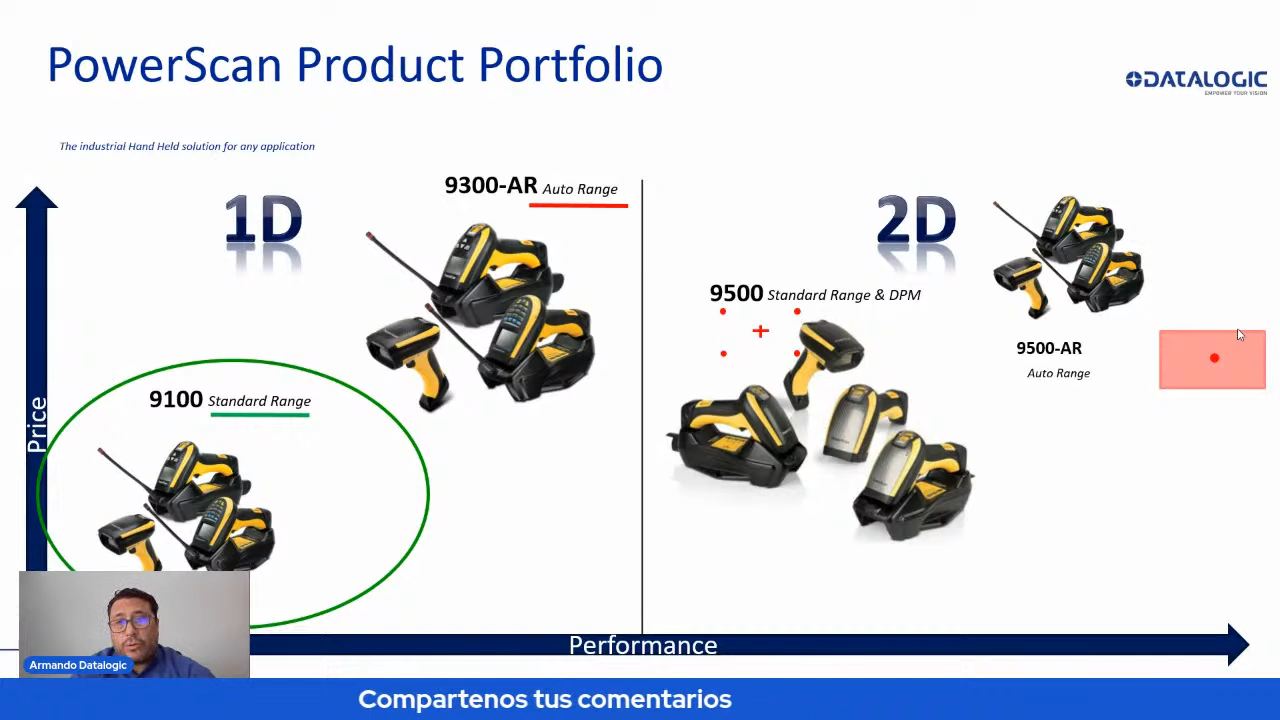 PowerScan Product Portfolio
DATALOGIC
EMPOWER YOUR VISION
The industrial Hand Held solution for any application
1D
9300-AR Auto Range
2D
9500 Standard Range & DPM
9500-AR
Auto Range
9100 Standard Range
Price
Performance
Armando Datalogic
Compartenos tus comentarios